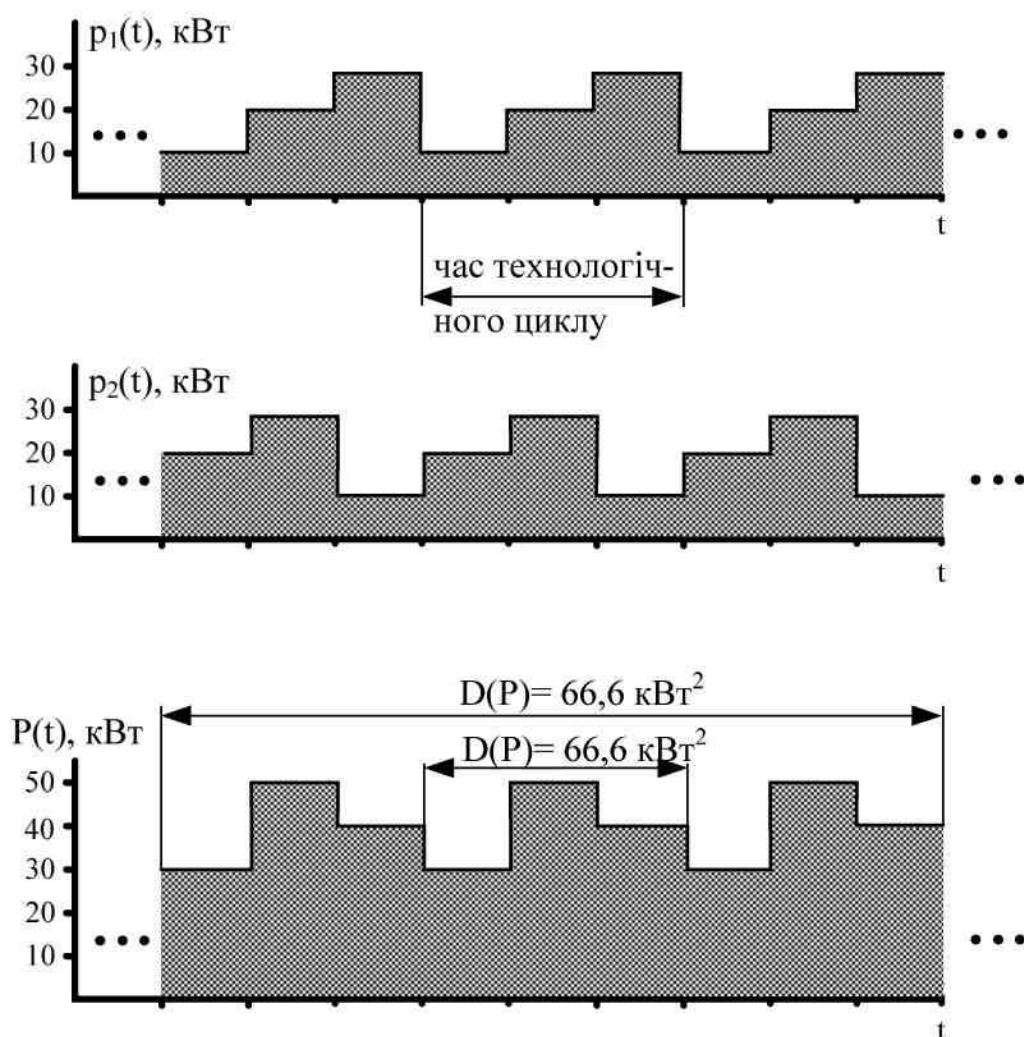 p₁(t), кВт
30
20
10
t
час технологіч-
ного циклу
p₂(t), кВт
30
20
10
t
D(P)= 66,6 кВт²
P(t), кВт
D(P)= 66,6 кВт²
50
40
30
20
10
t